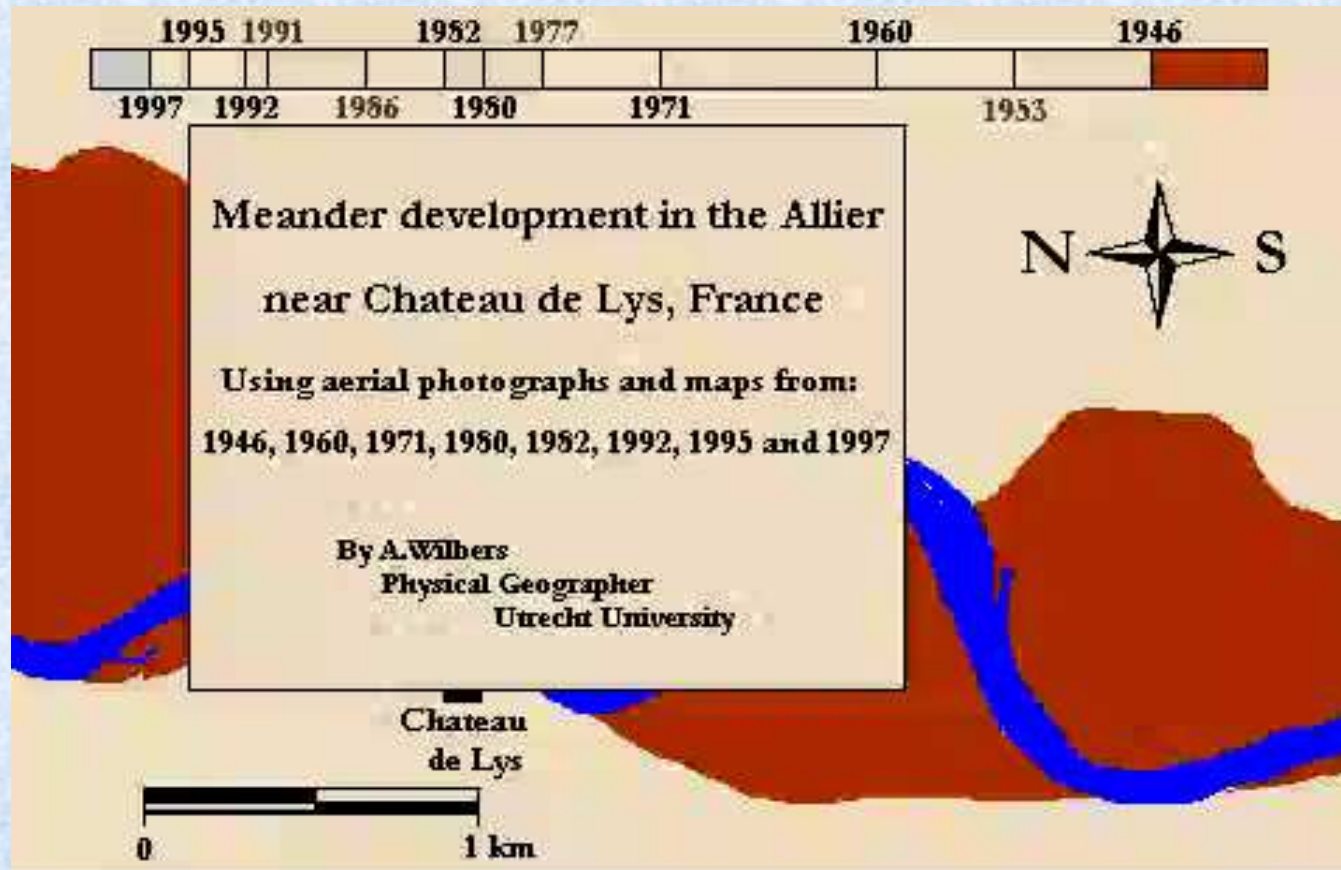 1995 1991 1982 1977 1960 1946
1997 1992 1986 1980 1971 1953
Meander development in the Allier
near Chateau de Lys, France
Using aerial photographs and maps from:
1946, 1960, 1971, 1980, 1982, 1992, 1995 and 1997
N S
By A.Wilbers
Physical Geographer
Utrecht University
Chateau
de Lys
0 1 km